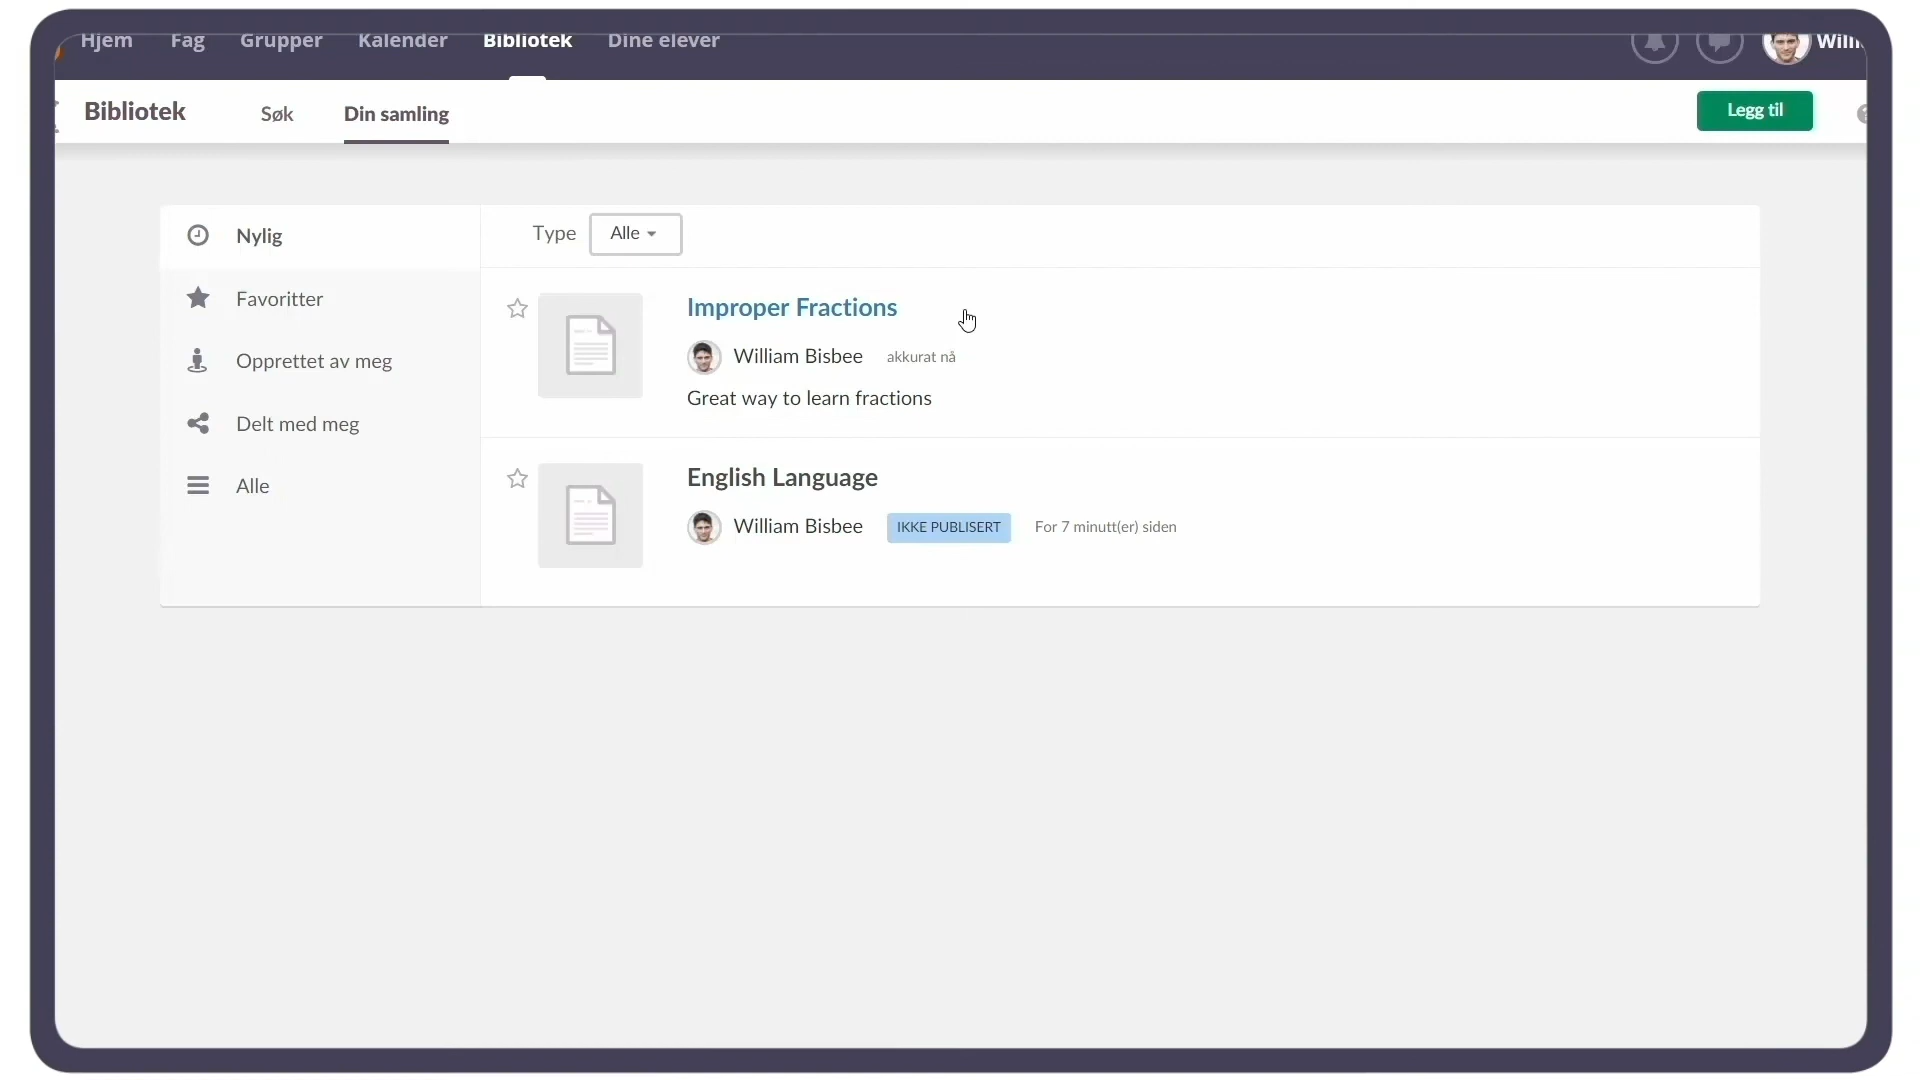 Hjem Fag Grupper Kalender Bibliotek Dine elever
Bibliotek Søk Din samling Legg til
Nylig
Favoritter
Opprettet av meg
Delt med meg
Alle
Type Alle
Improper Fractions
William Bisbee akkurat nå
Great way to learn fractions
English Language
William Bisbee IKKE PUBLISERT For 7 minutt(er) siden